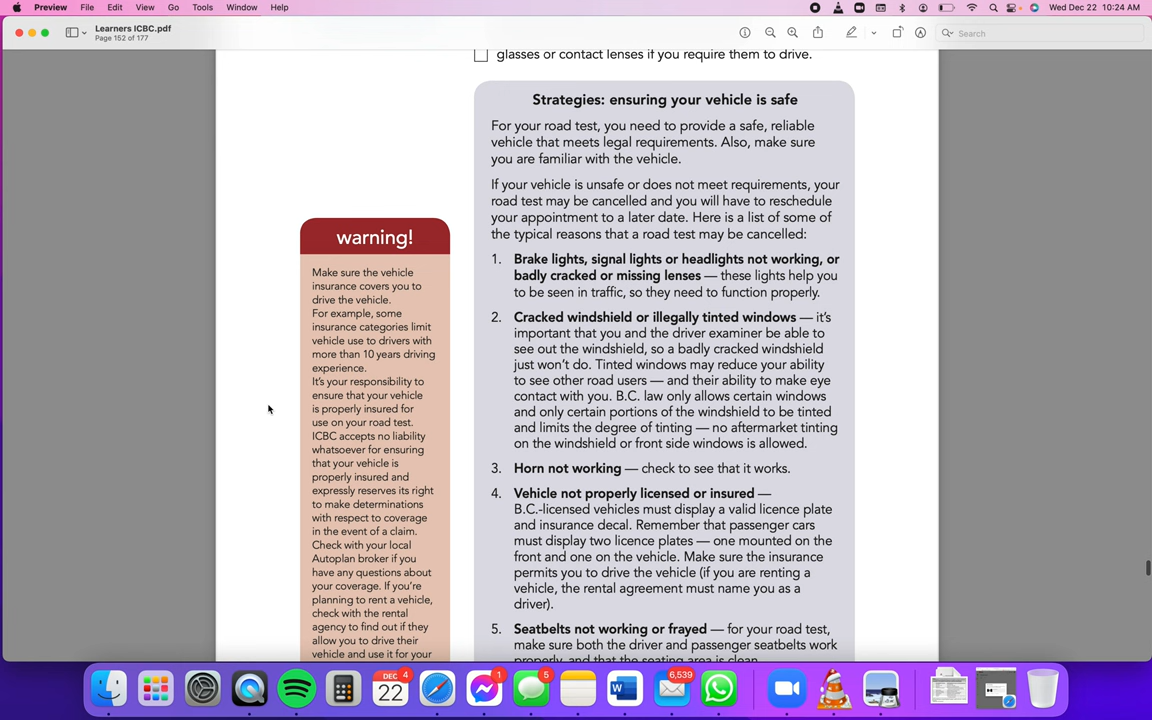 Preview File Edit View Go Tools Window Help
Wed Dec 22 10:24 AM
Learners ICBC.pdf
Page 152 of 177
Search
glasses or contact lenses if you require them to drive.
Strategies: ensuring your vehicle is safe
For your road test, you need to provide a safe, reliable
vehicle that meets legal requirements. Also, make sure
you are familiar with the vehicle.
If your vehicle is unsafe or does not meet requirements, your
road test may be cancelled and you will have to reschedule
your appointment to a later date. Here is a list of some of
the typical reasons that a road test may be cancelled:
1. Brake lights, signal lights or headlights not working, or
badly cracked or missing lenses — these lights help you
to be seen in traffic, so they need to function properly.
2. Cracked windshield or illegally tinted windows — it's
important that you and the driver examiner be able to
see out the windshield, so a badly cracked windshield
just won't do. Tinted windows may reduce your ability
to see other road users — and their ability to make eye
contact with you. B.C. law only allows certain windows
and only certain portions of the windshield to be tinted
and limits the degree of tinting — no aftermarket tinting
on the windshield or front side windows is allowed.
3. Horn not working — check to see that it works.
4. Vehicle not properly licensed or insured —
B.C.-licensed vehicles must display a valid licence plate
and insurance decal. Remember that passenger cars
must display two licence plates — one mounted on the
front and one on the vehicle. Make sure the insurance
permits you to drive the vehicle (if you are renting a
vehicle, the rental agreement must name you as a
driver).
5. Seatbelts not working or frayed — for your road test,
make sure both the driver and passenger seatbelts work
properly, and that the seating area is clean.
warning!
Make sure the vehicle
insurance covers you to
drive the vehicle.
For example, some
insurance categories limit
vehicle use to drivers with
more than 10 years driving
experience.
It's your responsibility to
ensure that your vehicle
is properly insured for
use on your road test.
ICBC accepts no liability
whatsoever for ensuring
that your vehicle is
properly insured and
expressly reserves its right
to make determinations
with respect to coverage
in the event of a claim.
Check with your local
Autoplan broker if you
have any questions about
your coverage. If you're
planning to rent a vehicle,
check with the rental
agency to find out if they
allow you to drive their
vehicle and use it for your
DEC 4
22
1
5
6,539